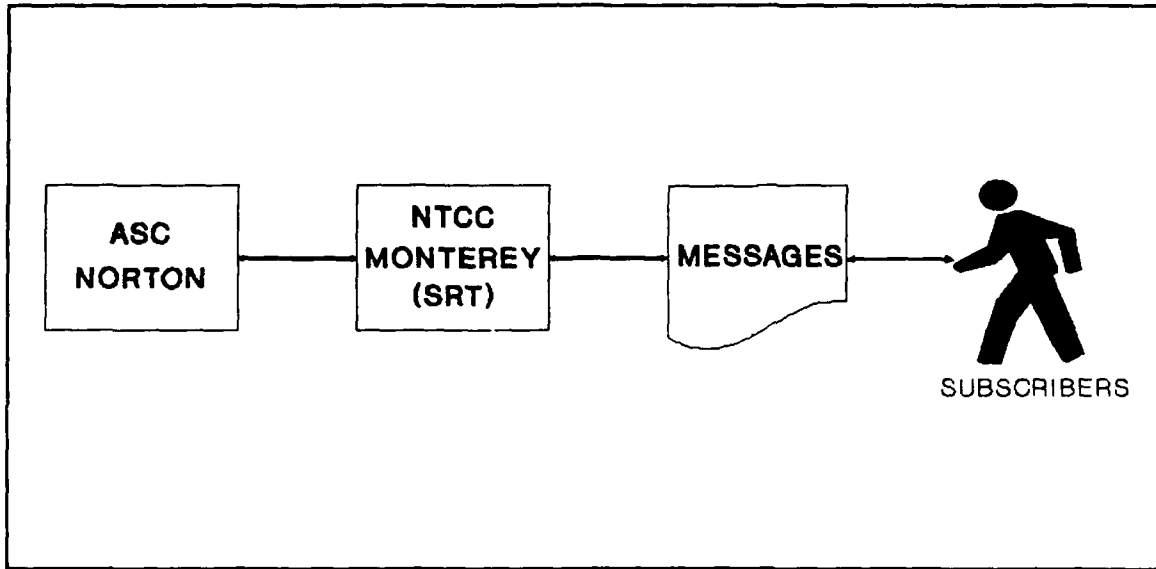 ASC
NORTON
NTCC
MONTEREY
(SRT)
MESSAGES
SUBSCRIBERS